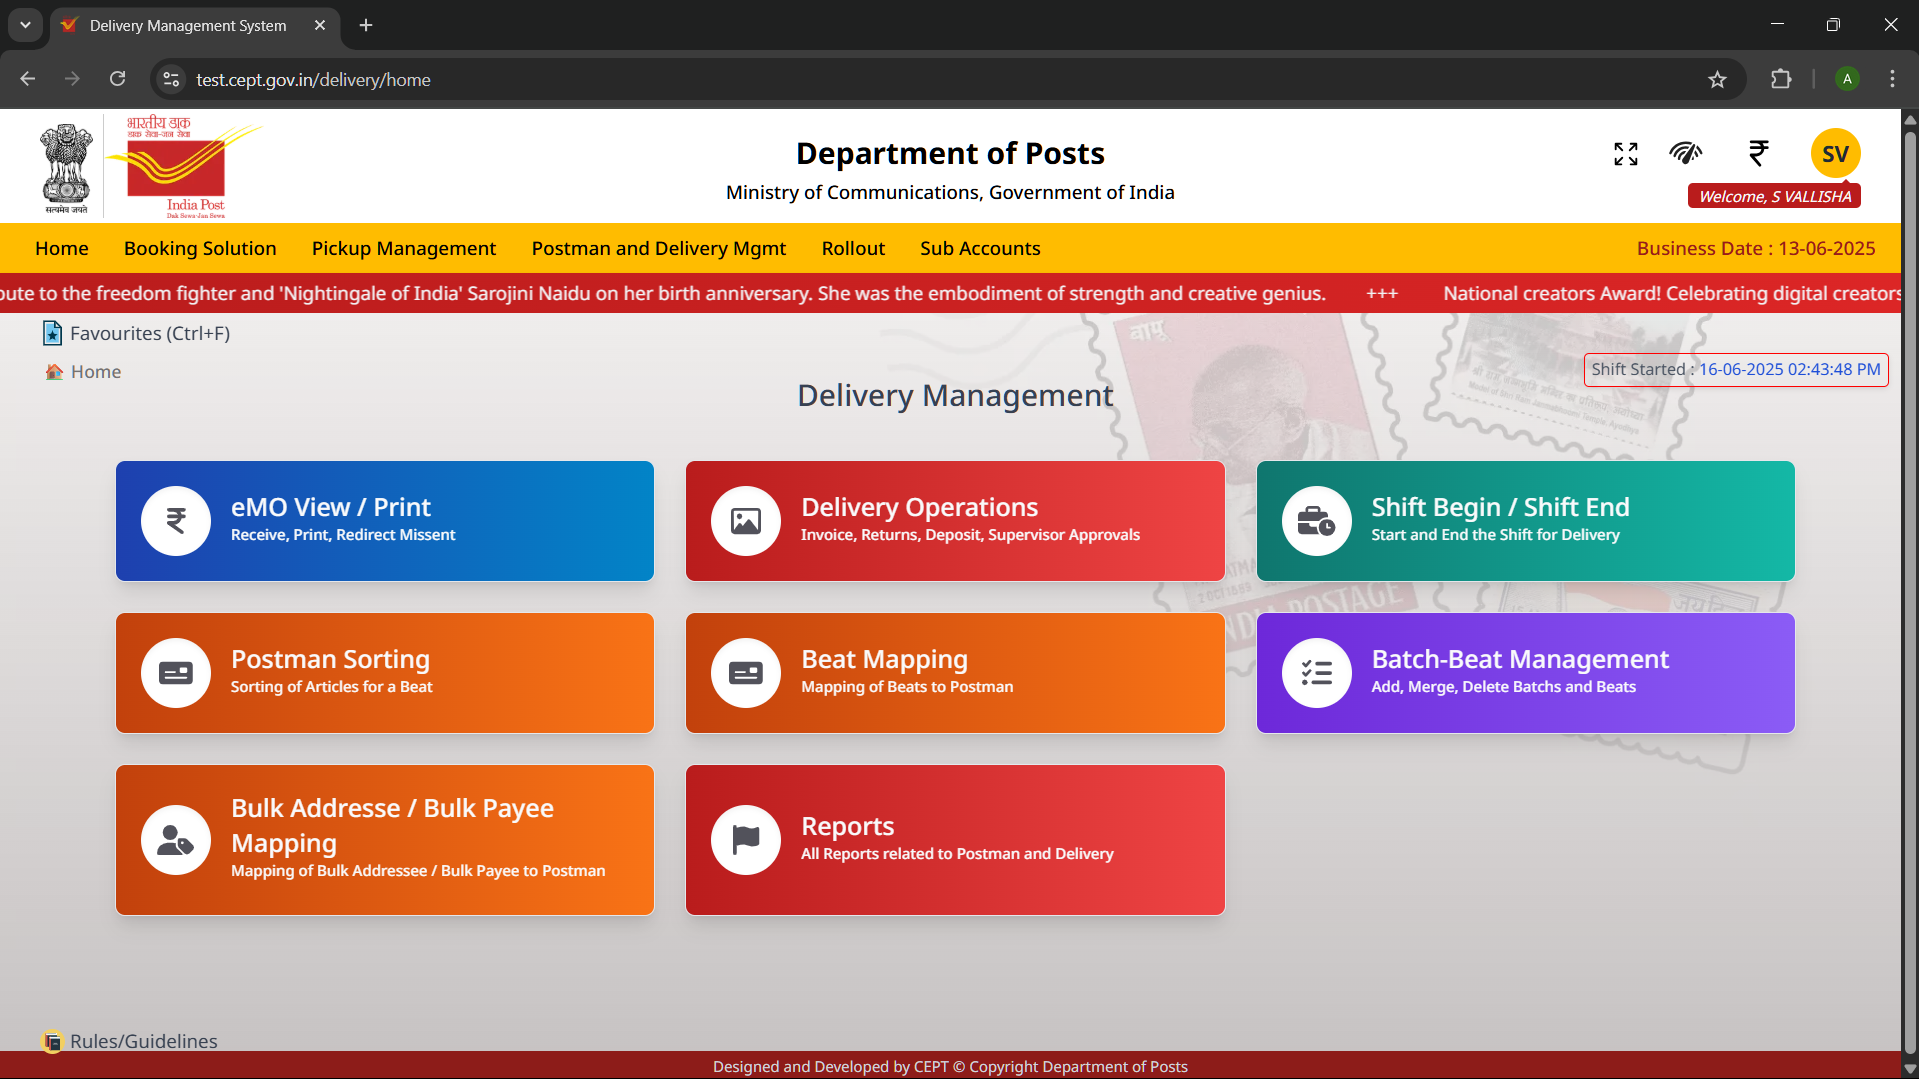 Delivery Management System
test.cept.gov.in/delivery/home
A
सत्यमेव जयते
भारतीय डाक
डाक सेवा-जन सेवा
India Post
Dak Sewa-Jan Sewa
Department of Posts
Ministry of Communications, Government of India
SV
Welcome, S VALLISHA
Home
Booking Solution
Pickup Management
Postman and Delivery Mgmt
Rollout
Sub Accounts
Business Date : 13-06-2025
bute to the freedom fighter and 'Nightingale of India' Sarojini Naidu on her birth anniversary. She was the embodiment of strength and creative genius. +++ National creators Award! Celebrating digital creators
Favourites (Ctrl+F)
Home
Shift Started : 16-06-2025 02:43:48 PM
बापू
Delivery Management
eMO View / Print
Receive, Print, Redirect Missent
Delivery Operations
Invoice, Returns, Deposit, Supervisor Approvals
Shift Begin / Shift End
Start and End the Shift for Delivery
INDIA POSTAGE
Postman Sorting
Sorting of Articles for a Beat
Beat Mapping
Mapping of Beats to Postman
Batch-Beat Management
Add, Merge, Delete Batchs and Beats
Bulk Addresse / Bulk Payee
Mapping
Mapping of Bulk Addressee / Bulk Payee to Postman
Reports
All Reports related to Postman and Delivery
Rules/Guidelines
Designed and Developed by CEPT © Copyright Department of Posts